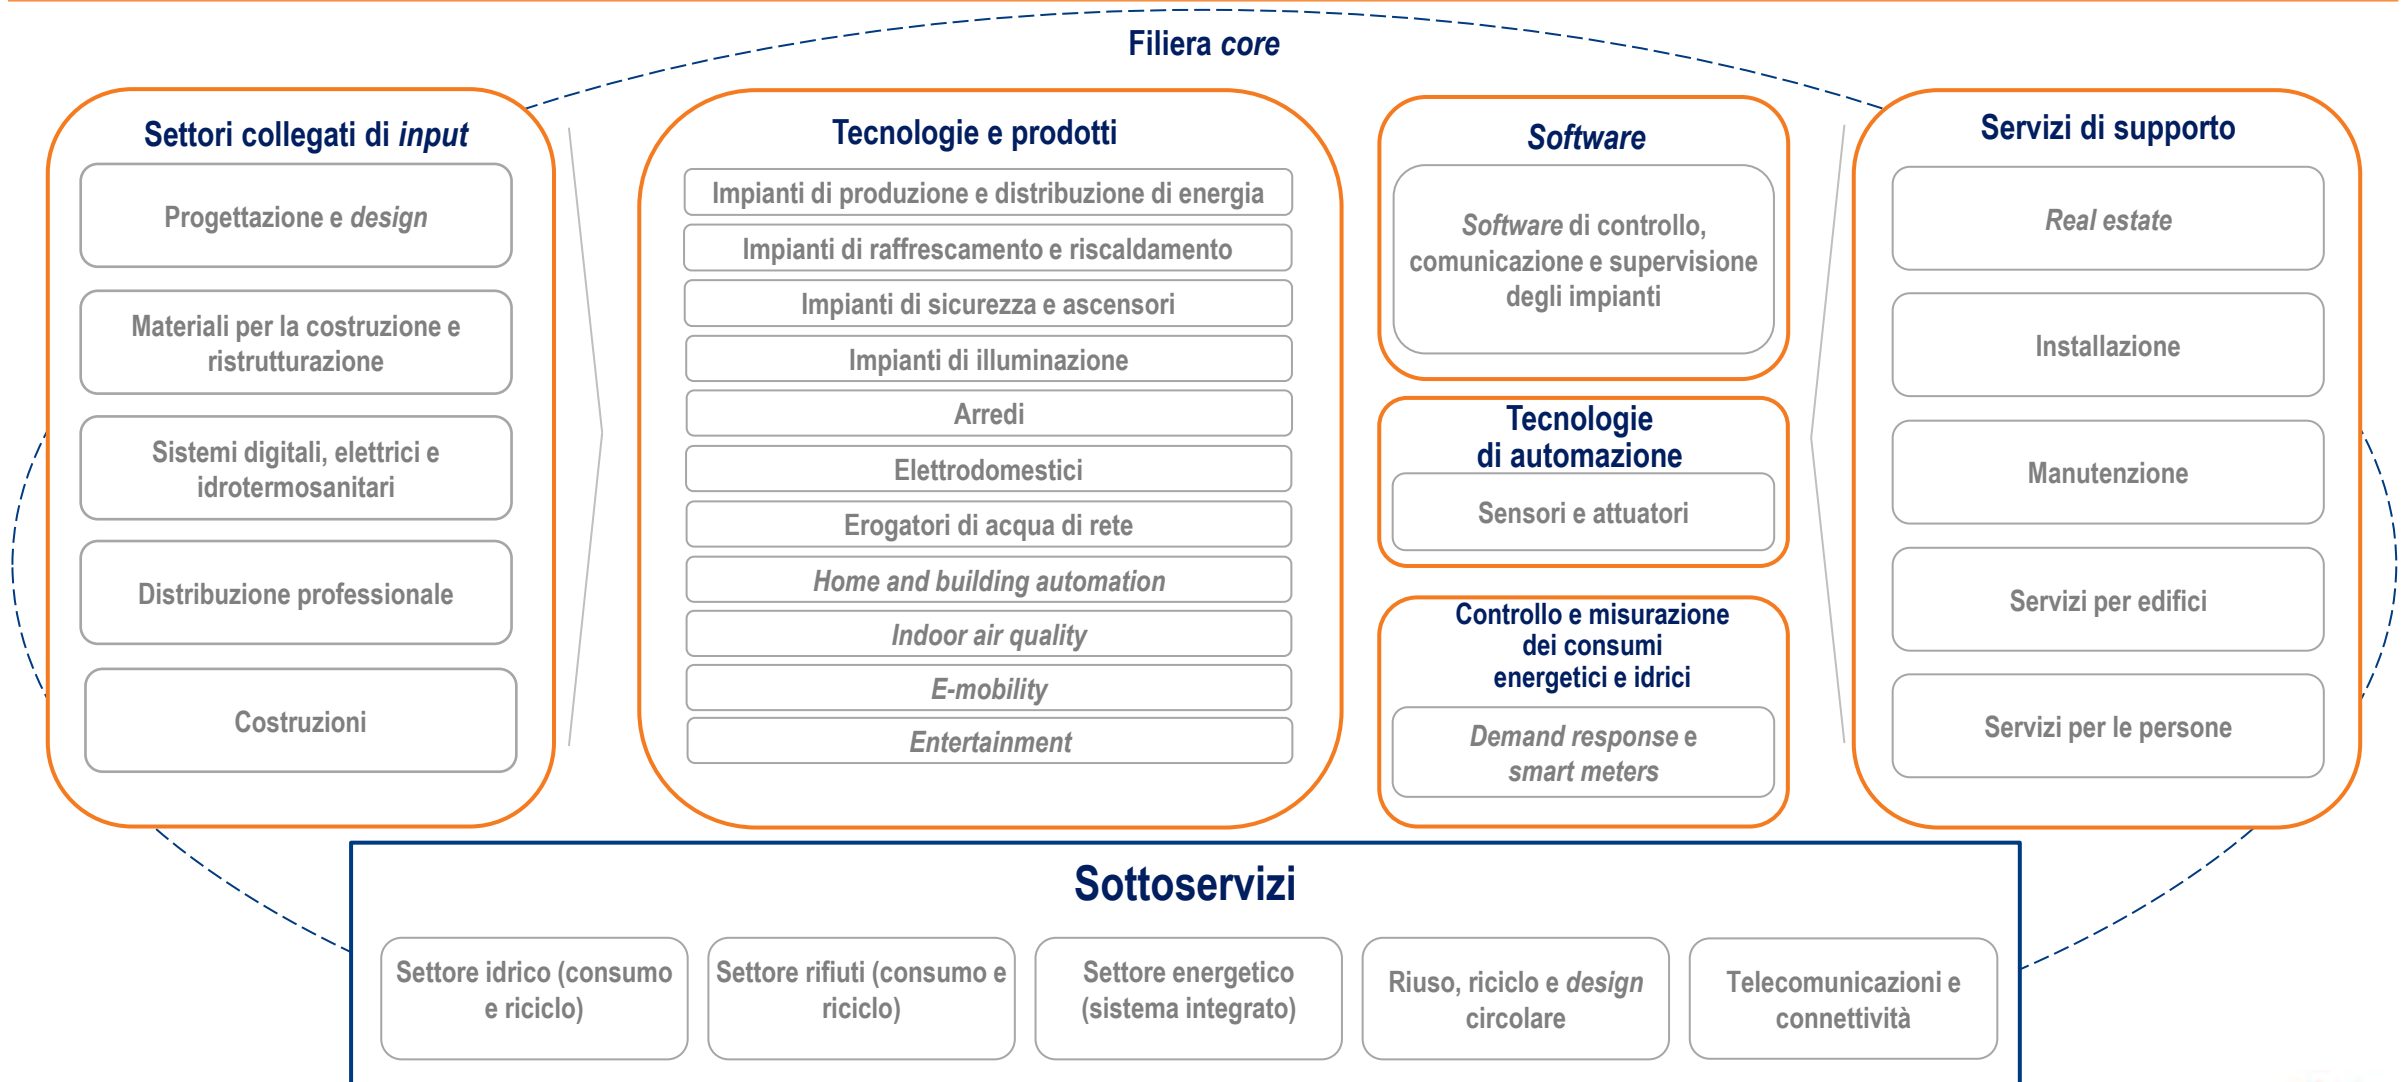 Filiera core
Settori collegati di input
Progettazione e design
Materiali per la costruzione e
ristrutturazione
Sistemi digitali, elettrici e
idrotermosanitari
Distribuzione professionale
Costruzioni
Tecnologie e prodotti
Impianti di produzione e distribuzione di energia
Impianti di raffrescamento e riscaldamento
Impianti di sicurezza e ascensori
Impianti di illuminazione
Arredi
Elettrodomestici
Erogatori di acqua di rete
Home and building automation
Indoor air quality
E-mobility
Entertainment
Software
Software di controllo,
comunicazione e supervisione
degli impianti
Tecnologie
di automazione
Sensori e attuatori
Controllo e misurazione
dei consumi
energetici e idrici
Demand response e
smart meters
Servizi di supporto
Real estate
Installazione
Manutenzione
Servizi per edifici
Servizi per le persone
Sottoservizi
Settore idrico (consumo
e riciclo)
Settore rifiuti (consumo e
riciclo)
Settore energetico
(sistema integrato)
Riuso, riciclo e design
circolare
Telecomunicazioni e
connettività